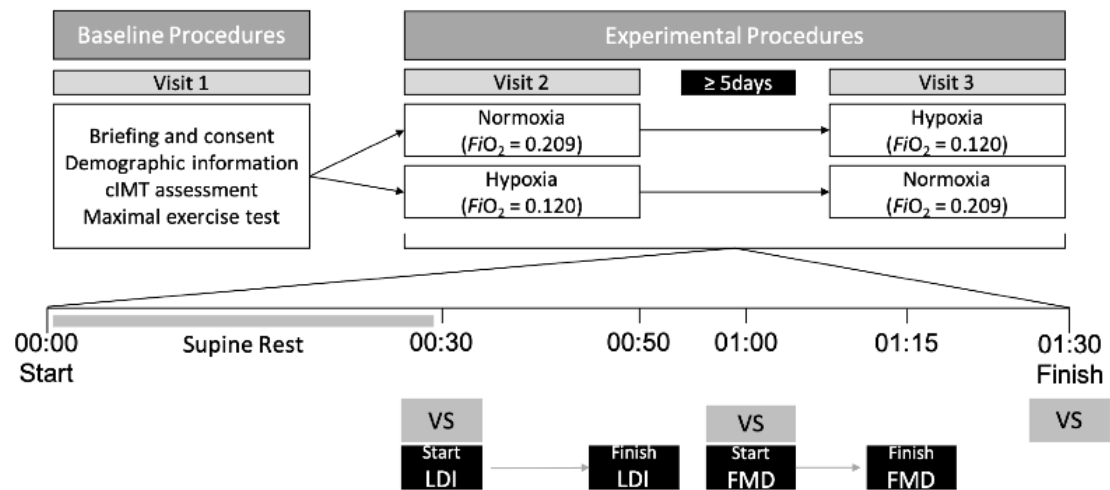 Baseline Procedures
Experimental Procedures
Visit 1
Visit 2
≥ 5days
Visit 3
Briefing and consent
Demographic information
cIMT assessment
Maximal exercise test
Normoxia
(FiO₂ = 0.209)
Hypoxia
(FiO₂ = 0.120)
Hypoxia
(FiO₂ = 0.120)
Normoxia
(FiO₂ = 0.209)
00:00
Start
Supine Rest
00:30
00:50
01:00
01:15
01:30
Finish
VS
Start
LDI
Finish
LDI
VS
Start
FMD
Finish
FMD
VS